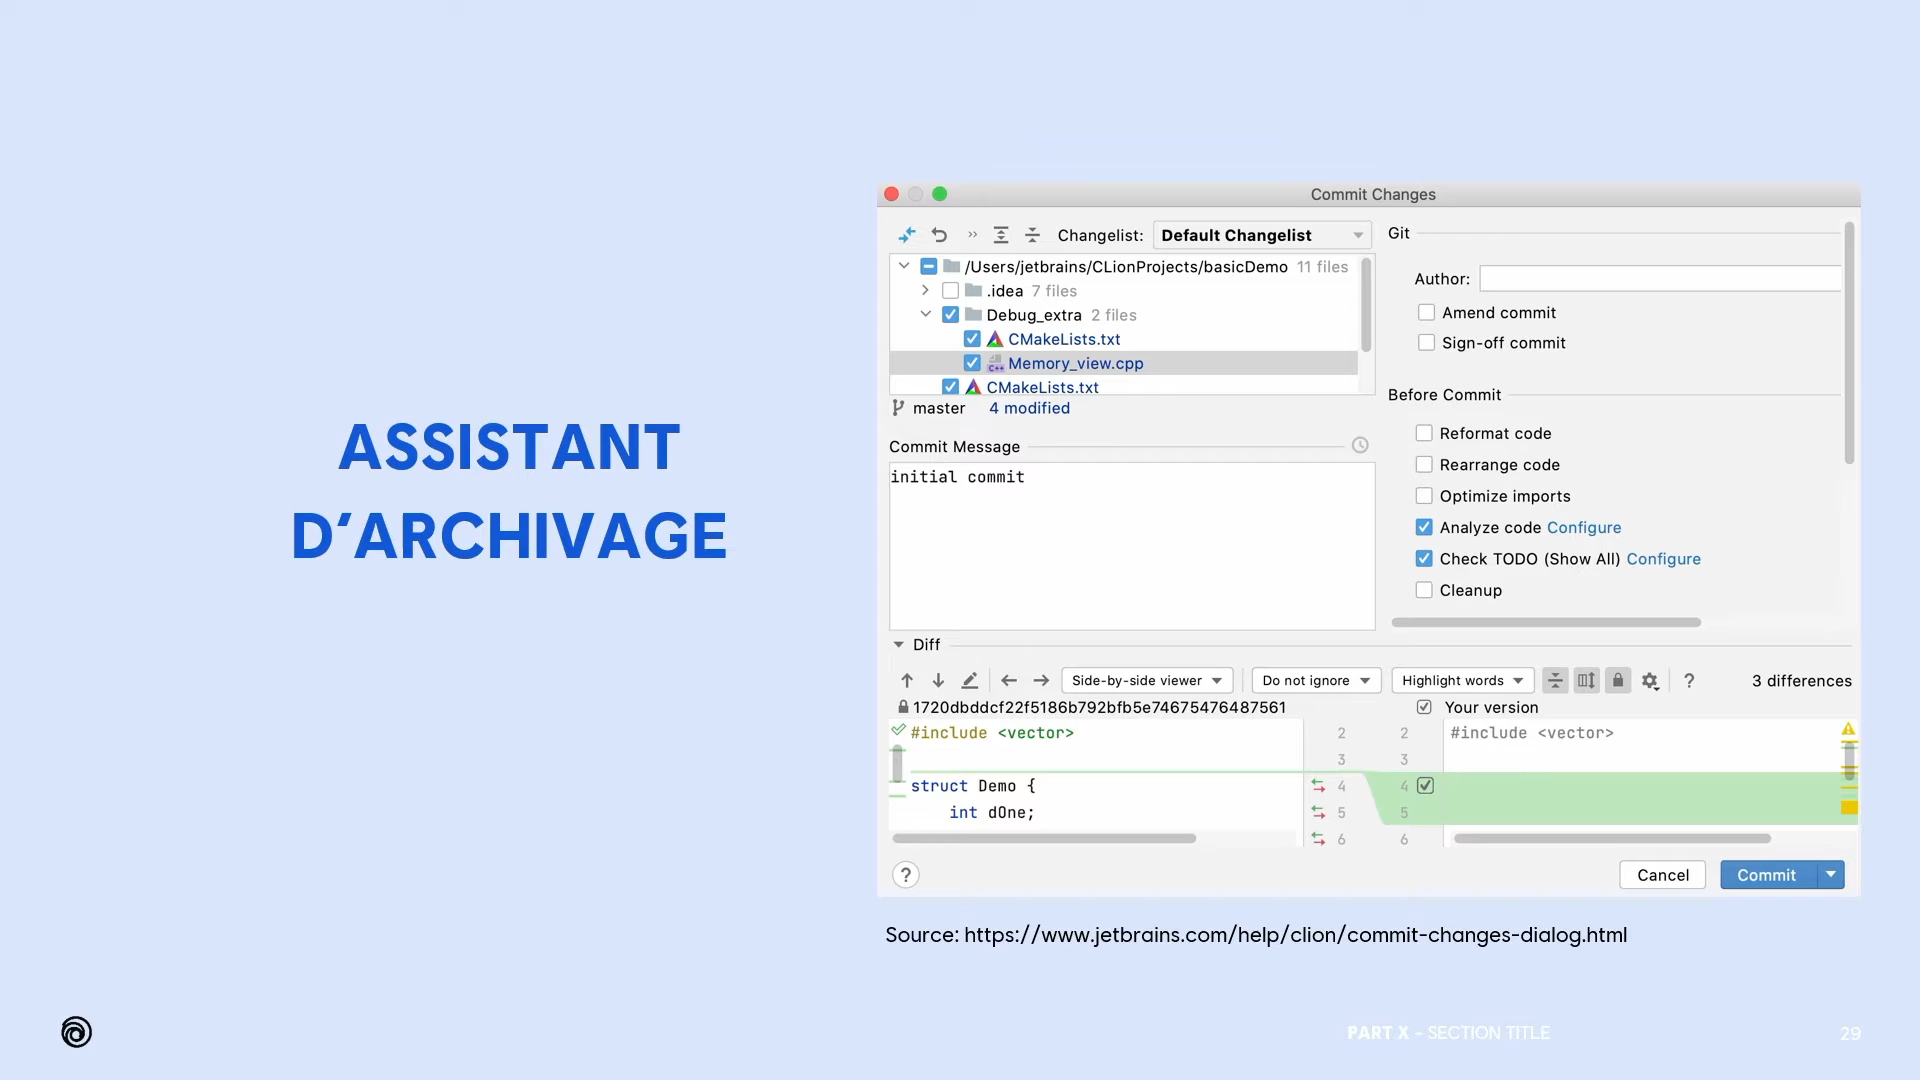 ASSISTANT
D’ARCHIVAGE
Commit Changes
Changelist: Default Changelist
/Users/jetbrains/CLionProjects/basicDemo 11 files
.idea 7 files
Debug_extra 2 files
CMakeLists.txt
Memory_view.cpp
CMakeLists.txt
master 4 modified
Commit Message
initial commit
Git
Author:
Amend commit
Sign-off commit
Before Commit
Reformat code
Rearrange code
Optimize imports
Analyze code Configure
Check TODO (Show All) Configure
Cleanup
Diff
Side-by-side viewer Do not ignore Highlight words ? 3 differences
1720dbddcf22f5186b792bfb5e74675476487561 Your version
#include <vector> 2 2 #include <vector>
3 3
struct Demo { 4 4
int dOne; 5 5
6 6
? Cancel Commit
Source: https://www.jetbrains.com/help/clion/commit-changes-dialog.html
PART X - SECTION TITLE 29